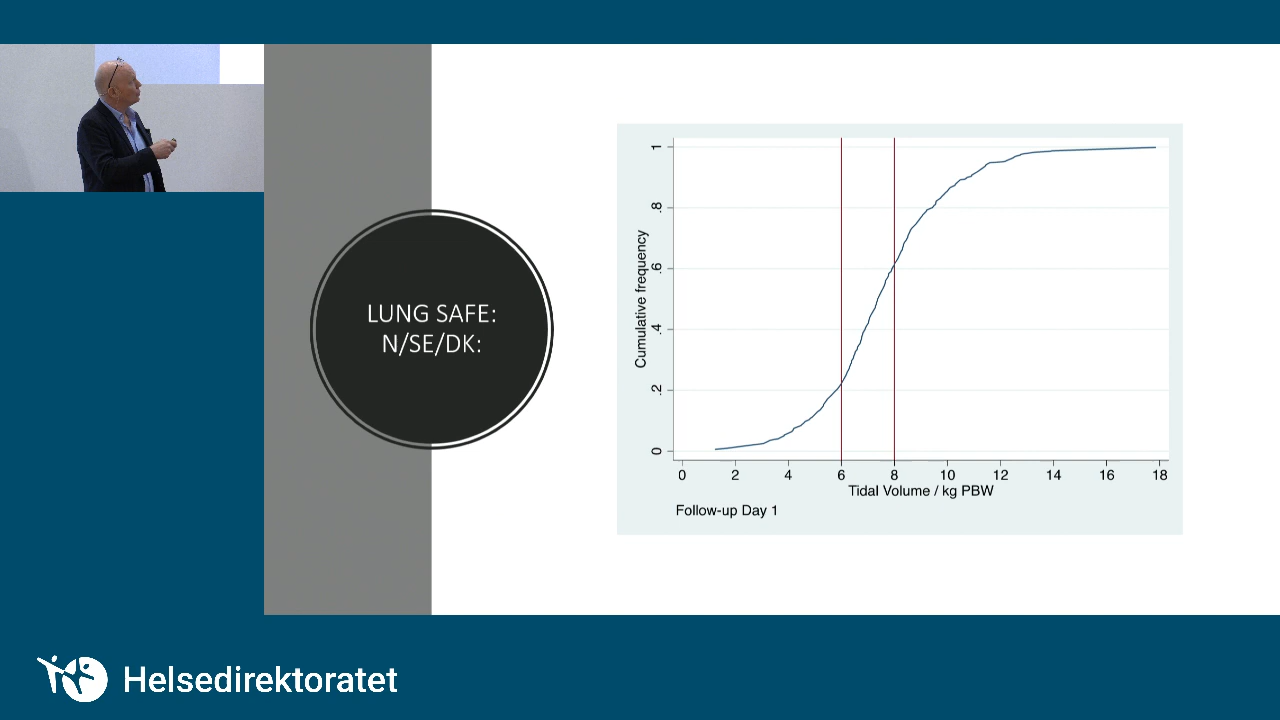 LUNG SAFE:
N/SE/DK:
Cumulative frequency
1
.8
.6
.4
.2
0
0 2 4 6 8 10 12 14 16 18
Tidal Volume / kg PBW
Follow-up Day 1
Helsedirektoratet